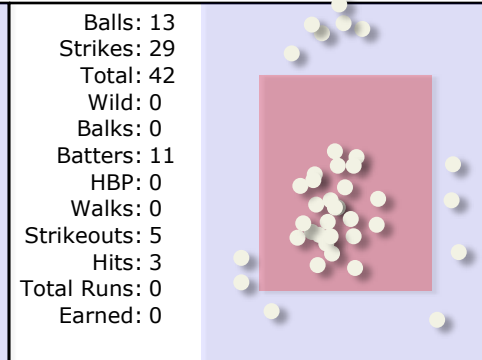 Balls: 13
Strikes: 29
Total: 42
Wild: 0
Balks: 0
Batters: 11
HBP: 0
Walks: 0
Strikeouts: 5
Hits: 3
Total Runs: 0
Earned: 0